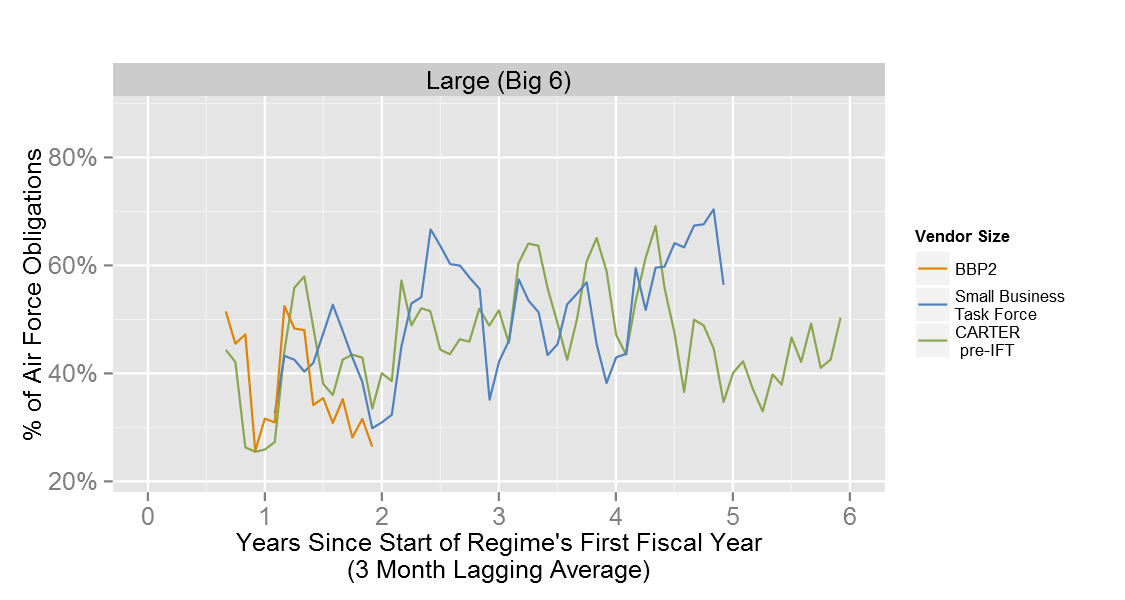 Large (Big 6)
% of Air Force Obligations
80%
60%
40%
20%
0 1 2 3 4 5 6
Years Since Start of Regime's First Fiscal Year
(3 Month Lagging Average)
Vendor Size
BBP2
Small Business
Task Force
CARTER
pre-IFT